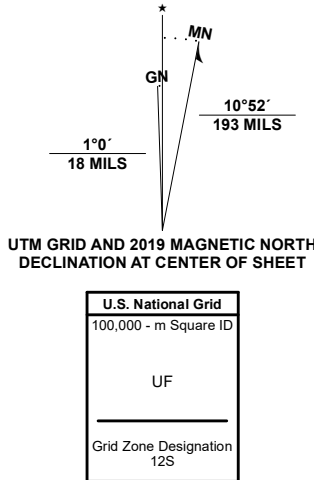 ★
MN
GN
10°52´
193 MILS
1°0´
18 MILS
UTM GRID AND 2019 MAGNETIC NORTH
DECLINATION AT CENTER OF SHEET
U.S. National Grid
100,000 - m Square ID
UF
Grid Zone Designation
12S